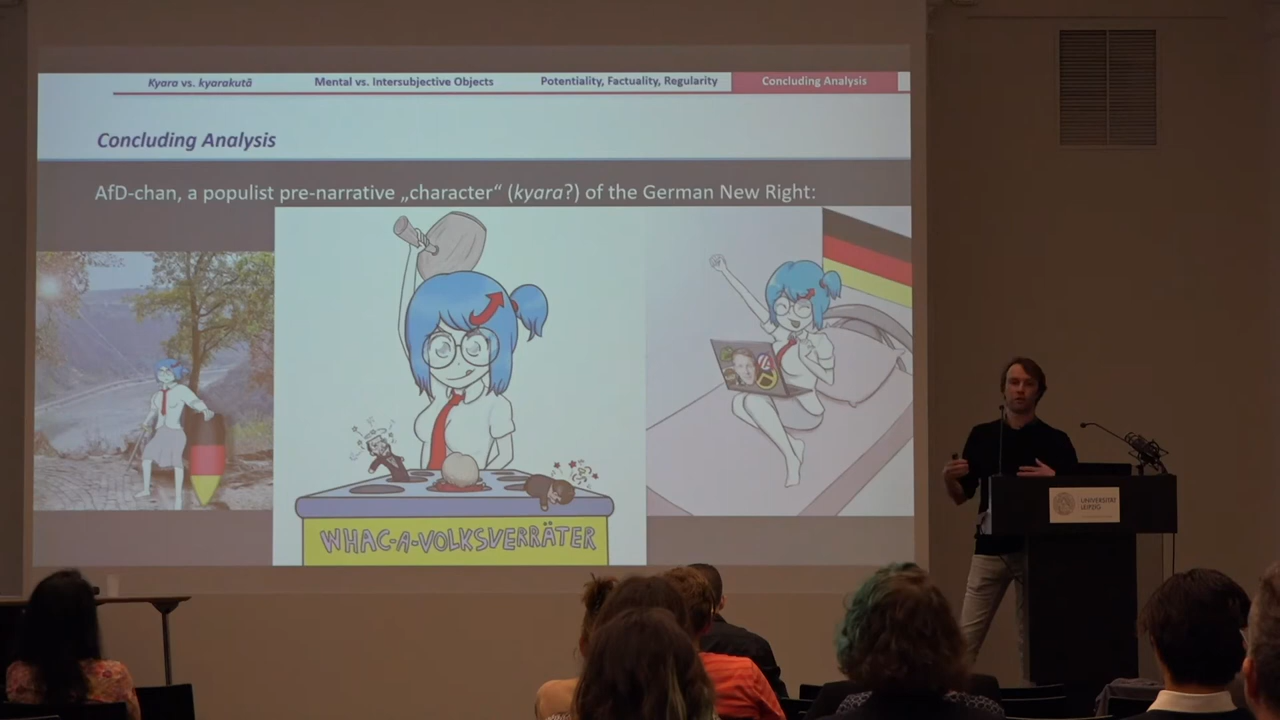 Kyara vs. kyarakutā
Mental vs. Intersubjective Objects
Potentiality, Factuality, Regularity
Concluding Analysis
Concluding Analysis
AfD-chan, a populist pre-narrative „character“ (kyara?) of the German New Right:
WHAC-A-VOLKSVERRÄTER
UNIVERSITÄT
LEIPZIG